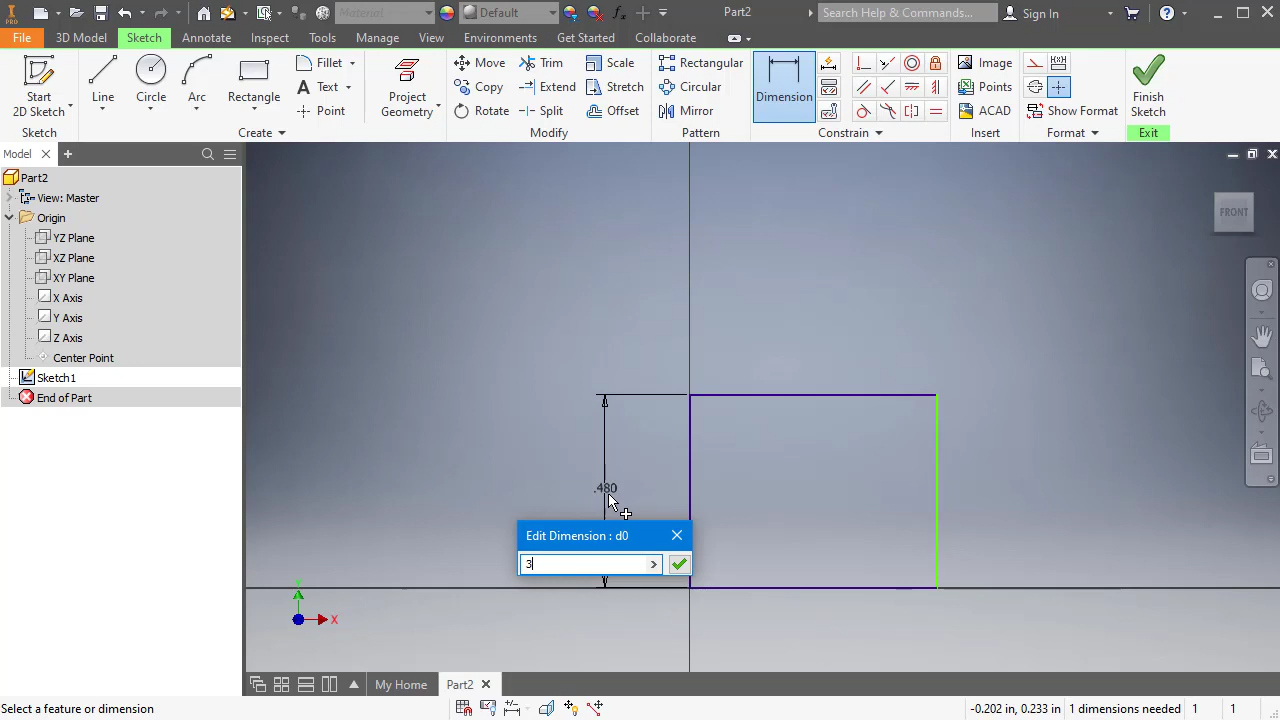 PRO
Material
Default
Part2
Search Help & Commands...
Sign In
File
3D Model
Sketch
Annotate
Inspect
Tools
Manage
View
Environments
Get Started
Collaborate
Start
2D Sketch
Line
Circle
Arc
Rectangle
Fillet
Text
Point
Project
Geometry
Move
Copy
Rotate
Trim
Extend
Split
Scale
Stretch
Offset
Rectangular
Circular
Mirror
Dimension
Image
Points
ACAD
Show Format
Finish
Sketch
Sketch
Create
Modify
Pattern
Constrain
Insert
Format
Exit
Model
Part2
View: Master
Origin
YZ Plane
XZ Plane
XY Plane
X Axis
Y Axis
Z Axis
Center Point
Sketch1
End of Part
FRONT
.480
Edit Dimension : d0
3
Y
X
My Home
Part2
Select a feature or dimension
-0.202 in, 0.233 in
1 dimensions needed
1
1